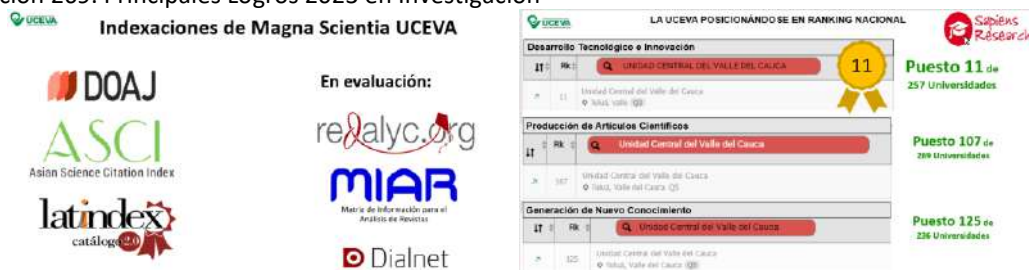 ción 209. Principales Logros 2023 en Investigación
UCEVA
Indexaciones de Magna Scientia UCEVA
DOAJ
ASCI
Asian Science Citation Index
latindex
catálogo 2.0
En evaluación:
redalyc.org
MIAR
Matriz de Información para el
Análisis de Revistas
Dialnet
UCEVA
LA UCEVA POSICIONÁNDOSE EN RANKING NACIONAL
Sapiens
Research
Desarrollo Tecnológico e Innovación
Rk
UNIDAD CENTRAL DEL VALLE DEL CAUCA
11
Puesto 11 de
257 Universidades
11
Unidad Central del Valle del Cauca
Tuluá, Valle
Producción de Artículos Científicos
Rk
Unidad Central del Valle del Cauca
Puesto 107 de
107
Unidad Central del Valle del Cauca
Tuluá, Valle del Cauca Q5
Generación de Nuevo Conocimiento
Rk
Unidad Central del Valle del Cauca
Puesto 125 de
125
Unidad Central del Valle del Cauca
Tuluá, Valle del Cauca